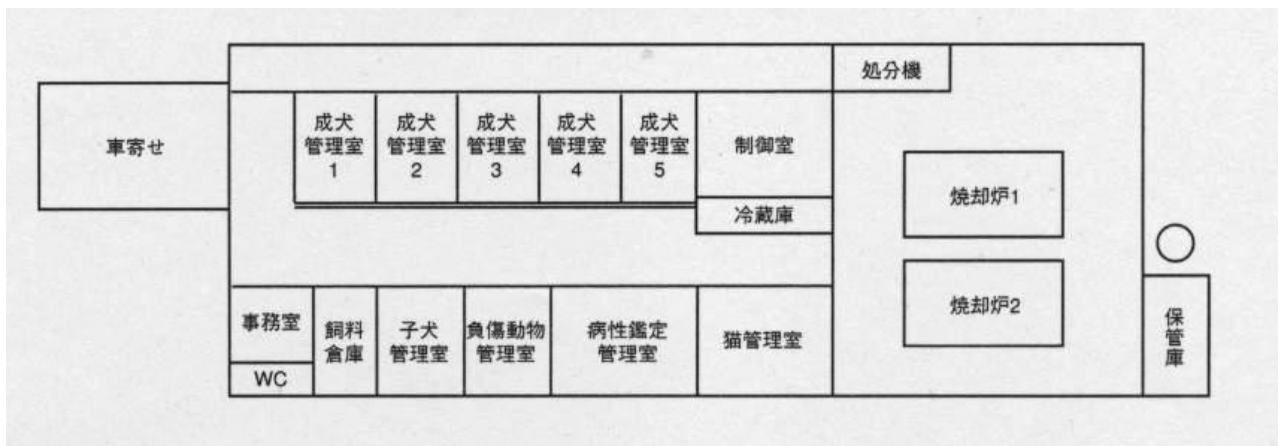 処分機
車寄せ
成犬
管理室
1
成犬
管理室
2
成犬
管理室
3
成犬
管理室
4
成犬
管理室
5
制御室
冷蔵庫
焼却炉1
焼却炉2
事務室
WC
飼料
倉庫
子犬
管理室
負傷動物
管理室
病性鑑定
管理室
猫管理室
保管庫